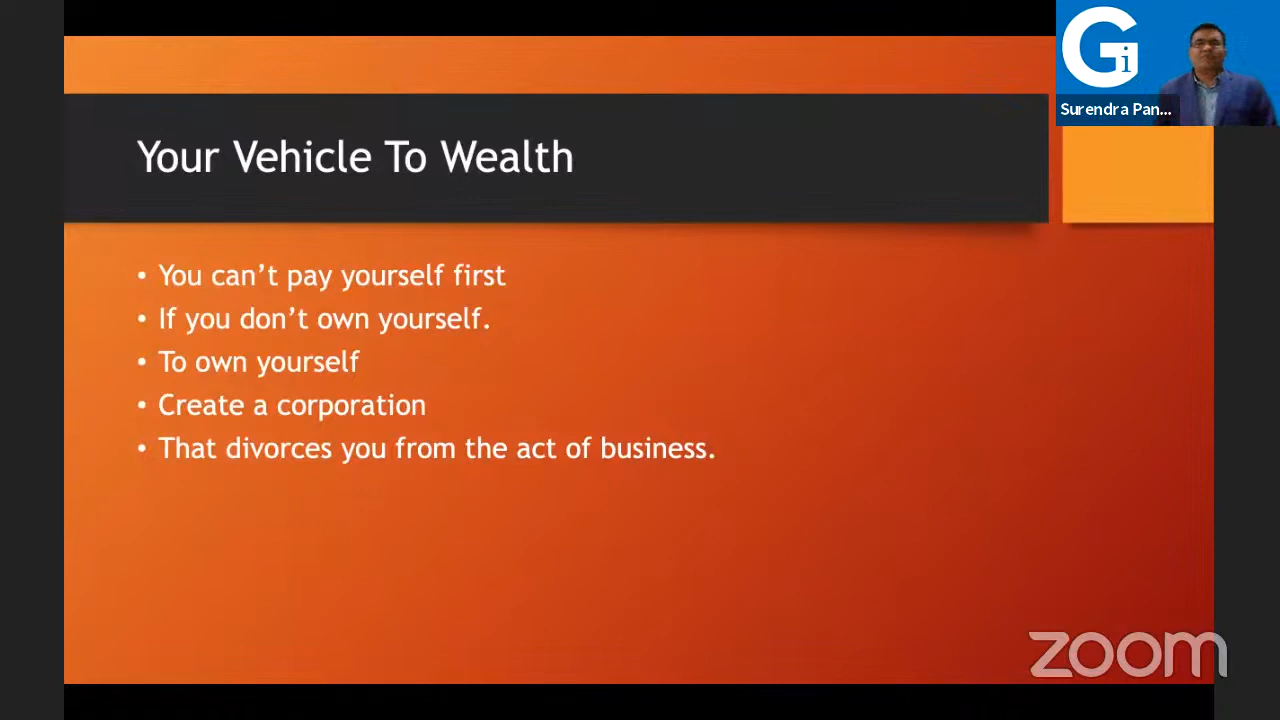 Gi
Surendra Pan...
Your Vehicle To Wealth
• You can't pay yourself first
• If you don't own yourself.
• To own yourself
• Create a corporation
• That divorces you from the act of business.
zoom